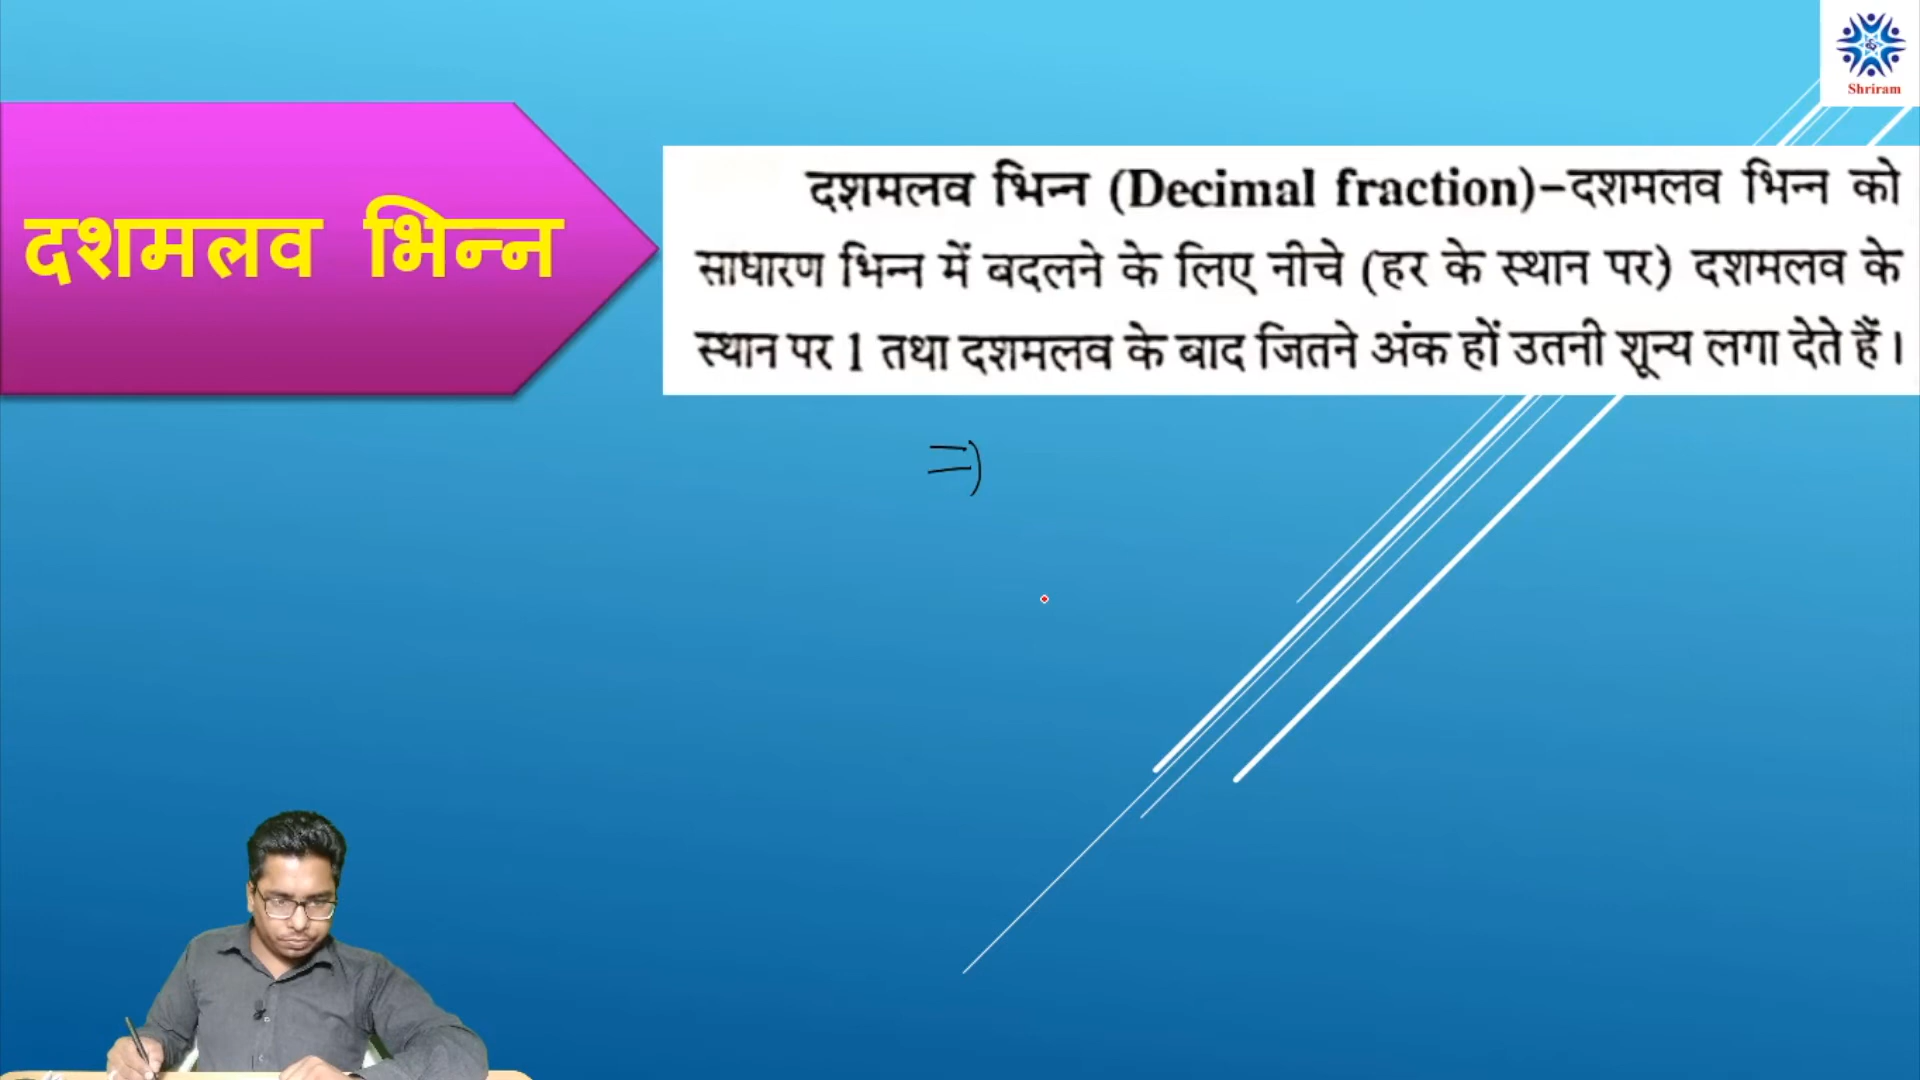 Shriram
दशमलव भिन्न
दशमलव भिन्न (Decimal fraction)–दशमलव भिन्न को
साधारण भिन्न में बदलने के लिए नीचे (हर के स्थान पर) दशमलव के
स्थान पर 1 तथा दशमलव के बाद जितने अंक हों उतनी शून्य लगा देते हैं।
=)